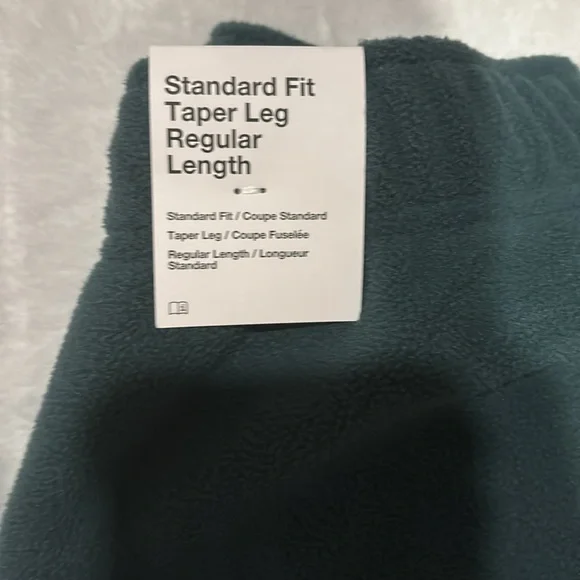 Standard Fit
Taper Leg
Regular
Length
Standard Fit / Coupe Standard
Taper Leg / Coupe Fuselée
Regular Length / Longueur
Standard